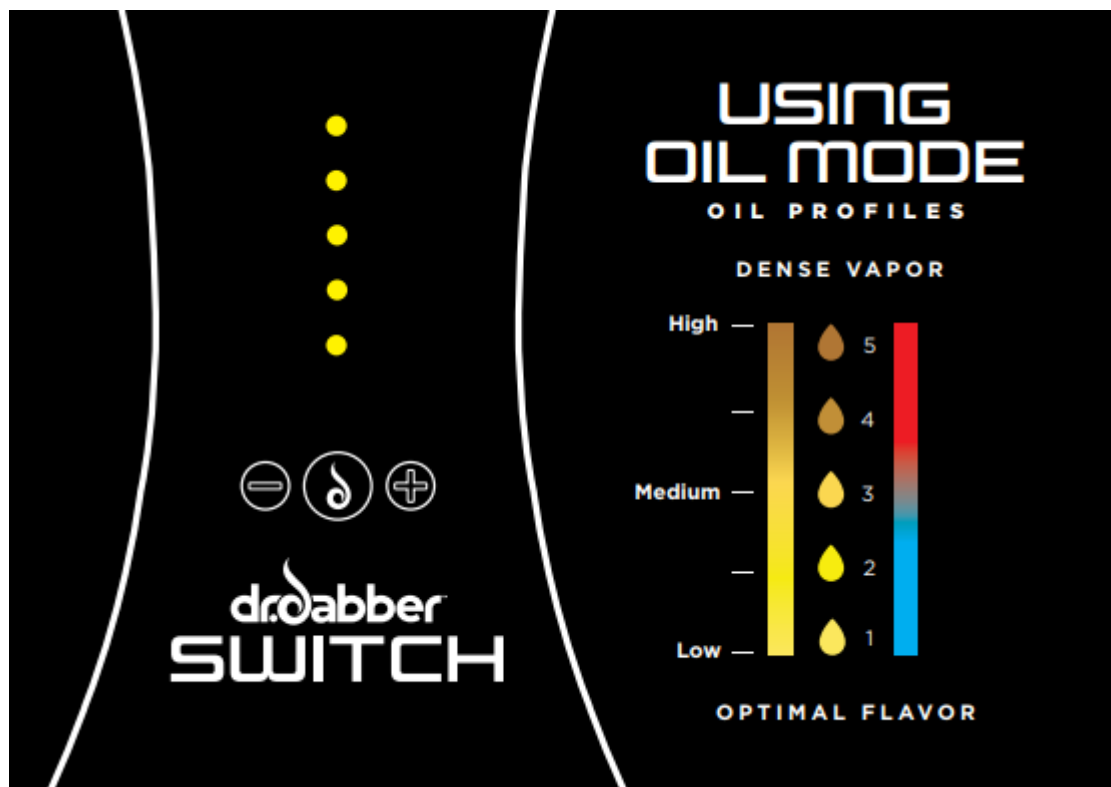 USING
OIL MODE
OIL PROFILES
DENSE VAPOR
High
5
4
Medium
3
2
Low
1
OPTIMAL FLAVOR
dr.dabber
SWITCH